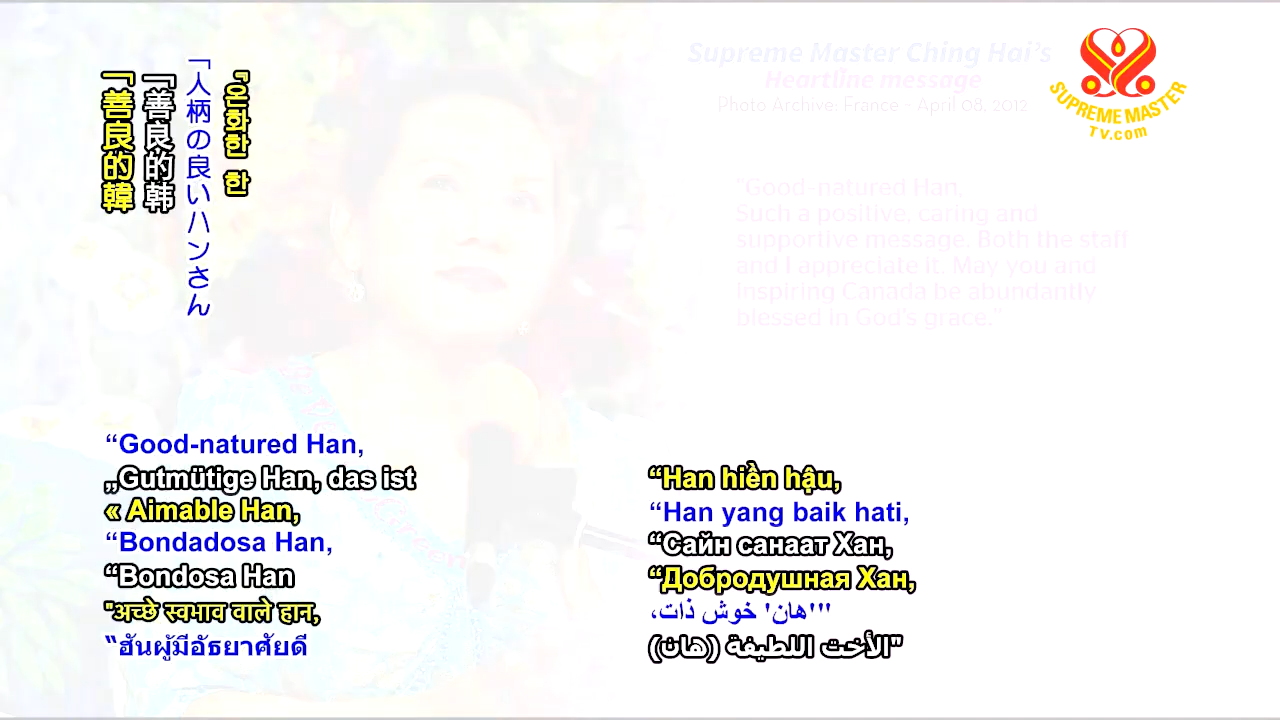 Supreme Master Ching Hai's
Heartline message
Photo Archive: France - April 08, 2012
SUPREME MASTER
TV.com
"Good-natured Han,
Such a positive, caring and
supportive message. Both the staff
and I appreciate it. May you and
inspiring Canada be abundantly
blessed in God's grace."
『온화한 한
「人柄の良いハンさん
「善良的韩
「善良的韓
“Good-natured Han,
„Gutmütige Han, das ist
« Aimable Han,
“Bondadosa Han,
“Bondosa Han
"अच्छे स्वभाव वाले हान,
“ฮันผู้มีอัธยาศัยดี
“Han hiền hậu,
“Han yang baik hati,
“Сайн санаат Хан,
“Добродушная Хан,
"'هان' خوش ذات،
"الأخت اللطيفة (هان)